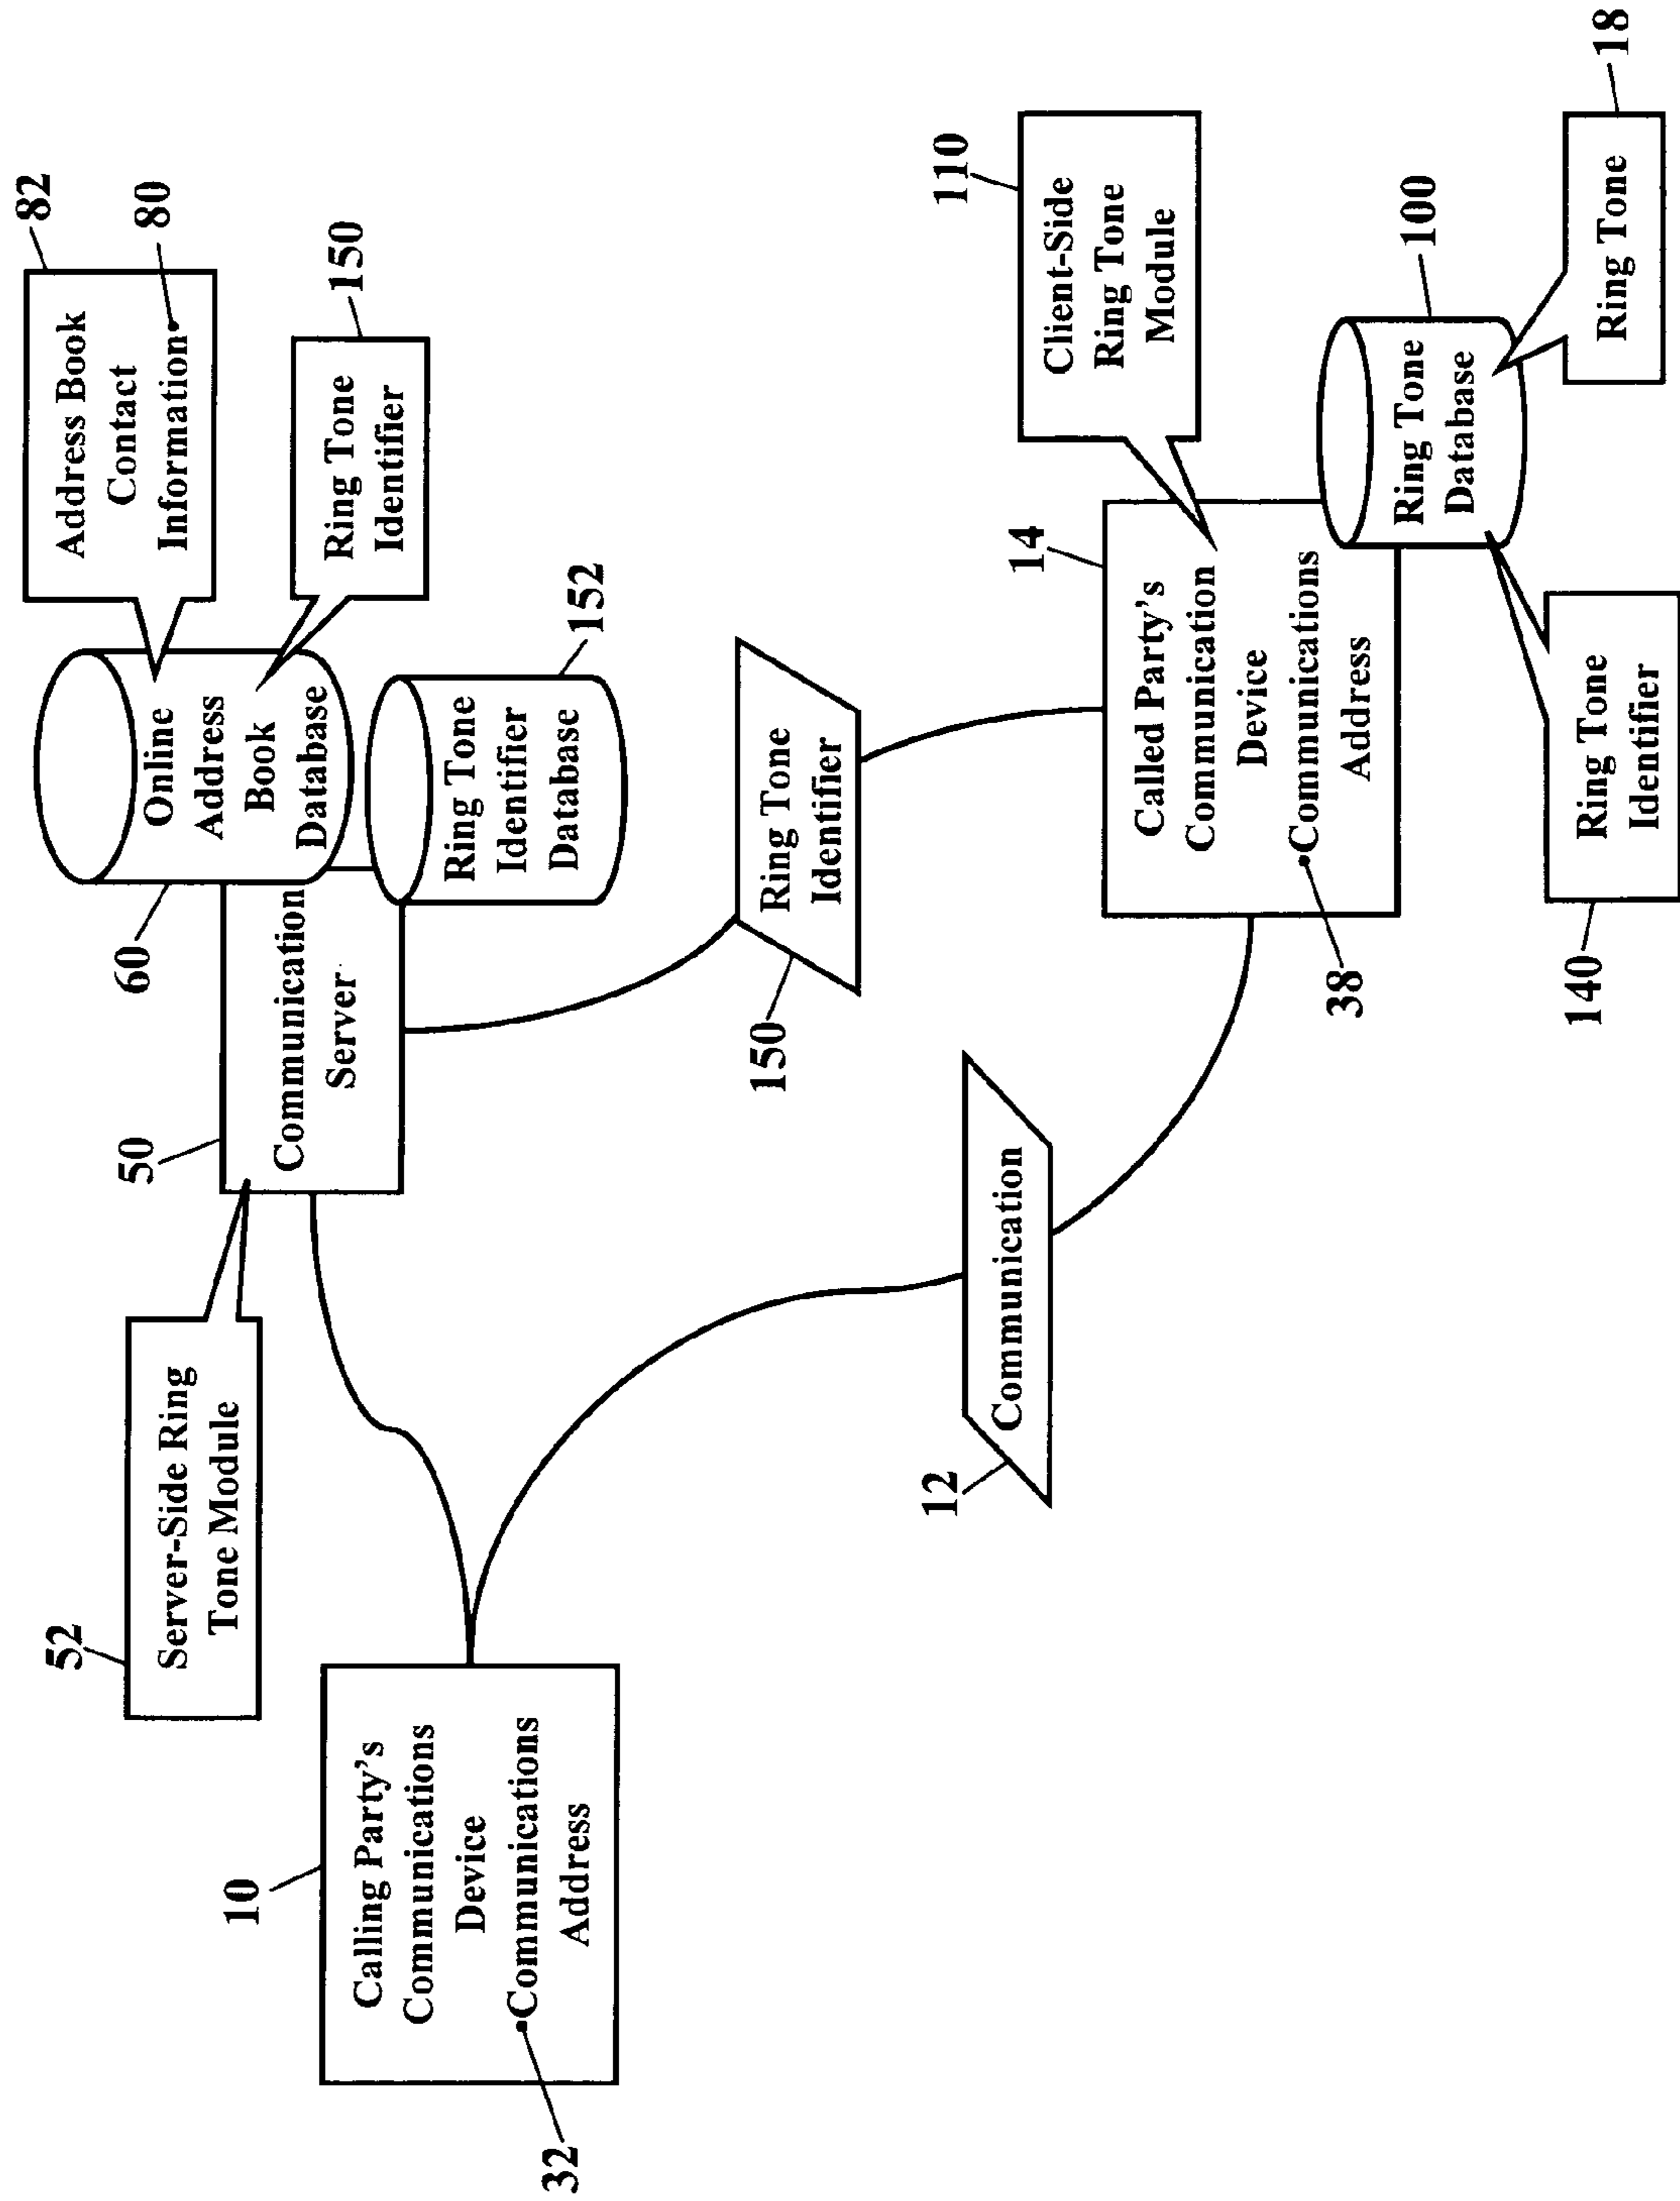 52
Server-Side Ring
Tone Module
50
Communication
Server
60
Online
Address
Book
Database
82
Address Book
Contact
Information
80
150
Ring Tone
Identifier
Ring Tone
Identifier
Database
152
10
Calling Party's
Communications
Device
Communications
Address
32
150
Ring Tone
Identifier
12
Communication
14
Called Party's
Communication
Device
Communications
Address
38
110
Client-Side
Ring Tone
Module
Ring Tone
Database
100
140
Ring Tone
Identifier
Ring Tone
18